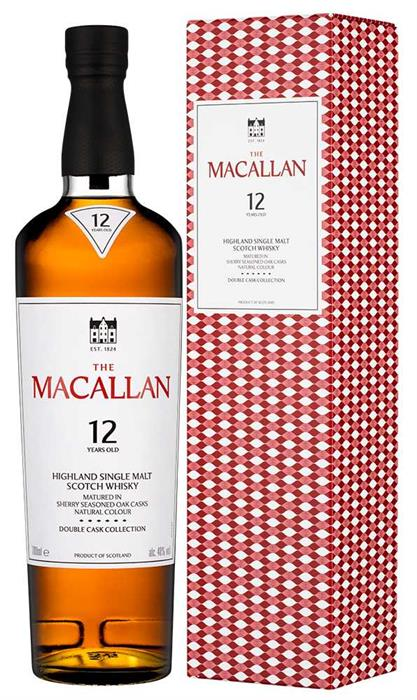 12
YEARS OLD
EST. 1824
THE
MACALLAN
12
YEARS OLD
HIGHLAND SINGLE MALT
SCOTCH WHISKY
MATURED IN
SHERRY SEASONED OAK CASKS
NATURAL COLOUR
DOUBLE CASK COLLECTION
700ml e
PRODUCT OF SCOTLAND
alc. 40% vol
EST. 1824
THE
MACALLAN
12
YEARS OLD
HIGHLAND SINGLE MALT
SCOTCH WHISKY
MATURED IN
SHERRY SEASONED OAK CASKS
NATURAL COLOUR
DOUBLE CASK COLLECTION
PRODUCT OF SCOTLAND